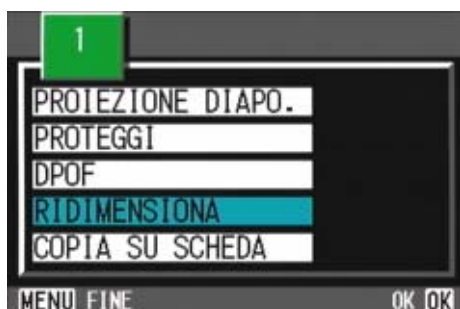 1
PROIEZIONE DIAPO.
PROTEGGI
DPOF
RIDIMENSIONA
COPIA SU SCHEDA
MENU FINE OK OK